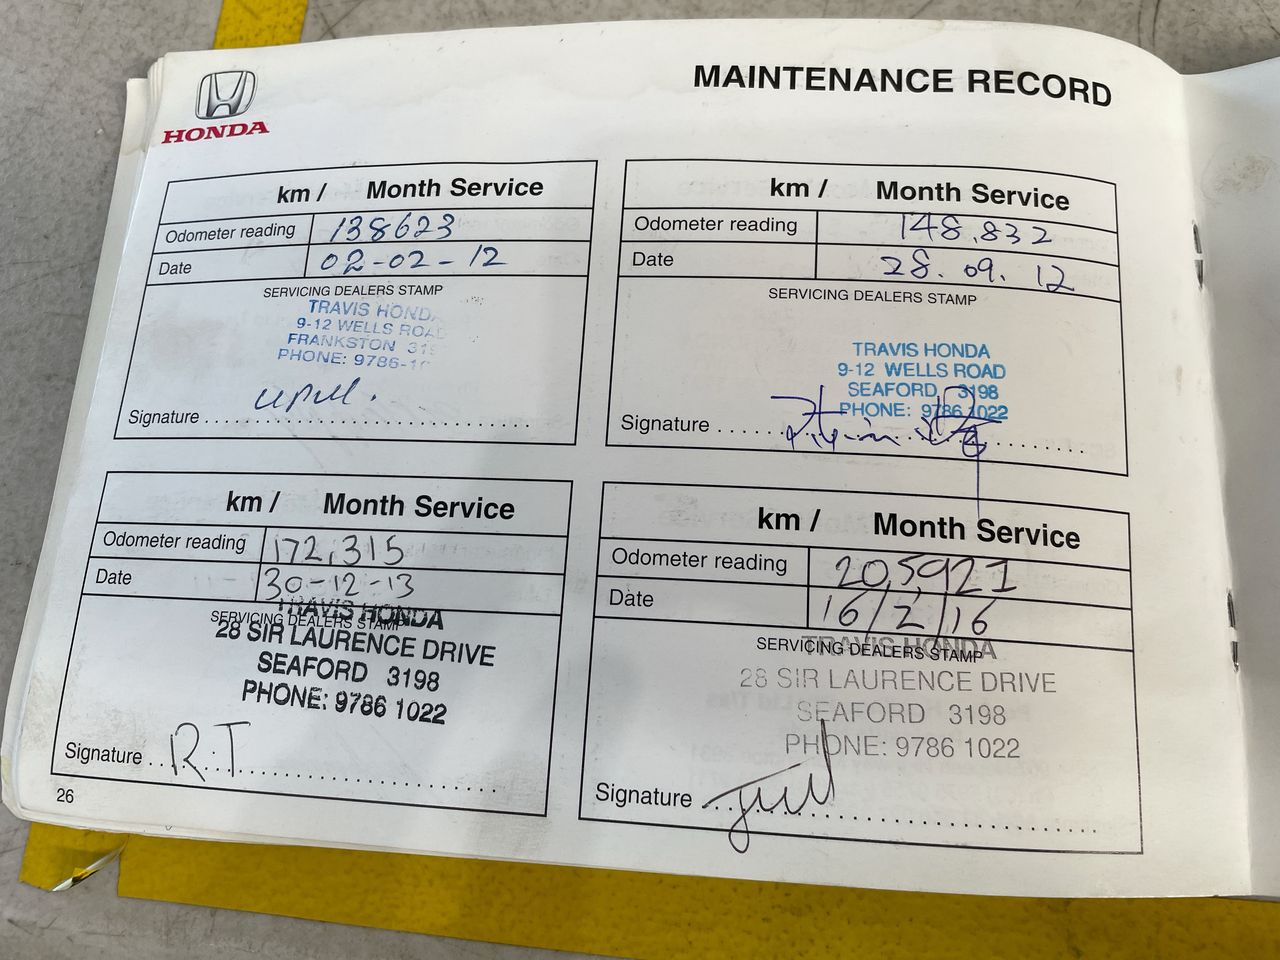 HONDA
MAINTENANCE RECORD
km / Month Service
Odometer reading 138623
Date 02-02-12
SERVICING DEALERS STAMP
TRAVIS HONDA
9-12 WELLS ROAD
FRANKSTON
PHONE: 9786-1
Signature
km / Month Service
Odometer reading 148.832
Date 28.09.12
SERVICING DEALERS STAMP
TRAVIS HONDA
9-12 WELLS ROAD
SEAFORD 3198
PHONE: 9786 1022
Signature
km / Month Service
Odometer reading 172,315
Date 30-12-13
SERVICING DEALERS STAMP
TRAVIS HONDA
28 SIR LAURENCE DRIVE
SEAFORD 3198
PHONE: 9786 1022
Signature R.T
km / Month Service
Odometer reading 205,921
Date 16/2/16
SERVICING DEALERS STAMP
TRAVIS HONDA
28 SIR LAURENCE DRIVE
SEAFORD 3198
PHONE: 9786 1022
Signature
26